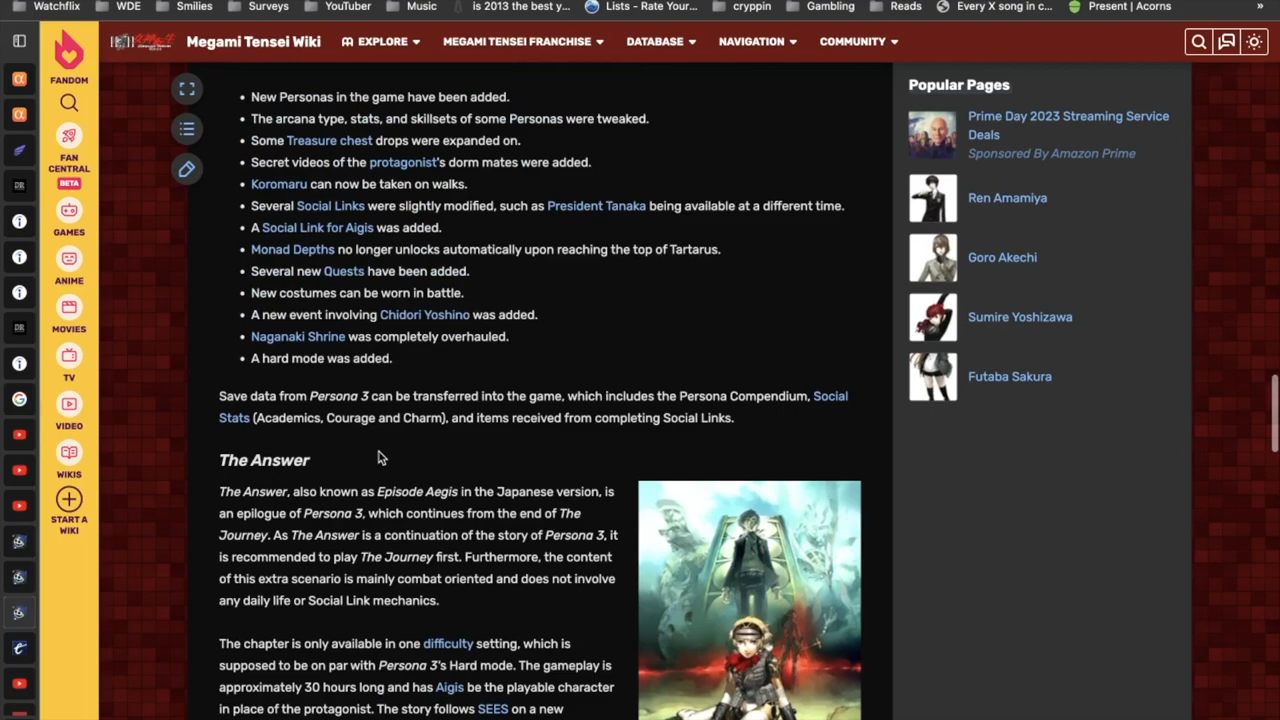 Watchflix
WDE
Smilies
Surveys
YouTuber
Music
is 2013 the best y...
Lists - Rate Your...
cryppin
Gambling
Reads
Every X song in c...
Present | Acorns
»
FANDOM
FAN
CENTRAL
BETA
GAMES
ANIME
MOVIES
TV
VIDEO
WIKIS
START A
WIKI
Megami Tensei Wiki
EXPLORE
MEGAMI TENSEI FRANCHISE
DATABASE
NAVIGATION
COMMUNITY
• New Personas in the game have been added.
• The arcana type, stats, and skillsets of some Personas were tweaked.
• Some Treasure chest drops were expanded on.
• Secret videos of the protagonist's dorm mates were added.
• Koromaru can now be taken on walks.
• Several Social Links were slightly modified, such as President Tanaka being available at a different time.
• A Social Link for Aigis was added.
• Monad Depths no longer unlocks automatically upon reaching the top of Tartarus.
• Several new Quests have been added.
• New costumes can be worn in battle.
• A new event involving Chidori Yoshino was added.
• Naganaki Shrine was completely overhauled.
• A hard mode was added.
Save data from Persona 3 can be transferred into the game, which includes the Persona Compendium, Social
Stats (Academics, Courage and Charm), and items received from completing Social Links.
The Answer
The Answer, also known as Episode Aegis in the Japanese version, is
an epilogue of Persona 3, which continues from the end of The
Journey. As The Answer is a continuation of the story of Persona 3, it
is recommended to play The Journey first. Furthermore, the content
of this extra scenario is mainly combat oriented and does not involve
any daily life or Social Link mechanics.
The chapter is only available in one difficulty setting, which is
supposed to be on par with Persona 3's Hard mode. The gameplay is
approximately 30 hours long and has Aigis be the playable character
in place of the protagonist. The story follows SEES on a new
Popular Pages
Prime Day 2023 Streaming Service
Deals
Sponsored By Amazon Prime
Ren Amamiya
Goro Akechi
Sumire Yoshizawa
Futaba Sakura